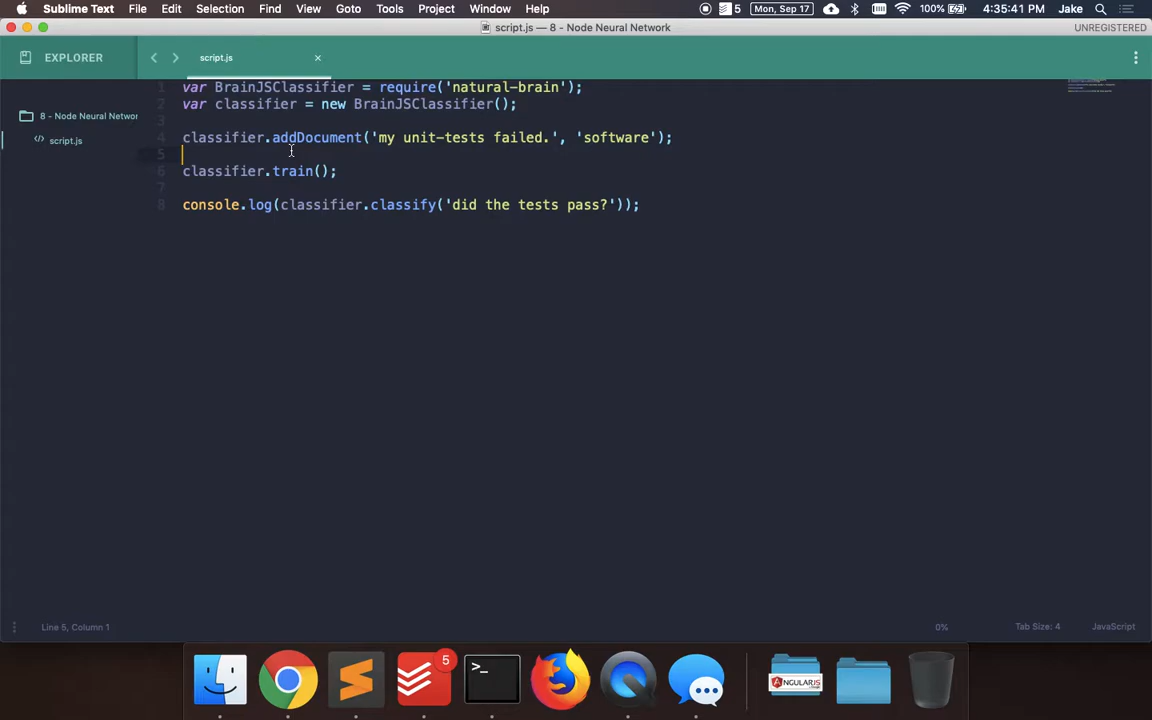 Sublime Text File Edit Selection Find View Goto Tools Project Window Help 5 Mon, Sep 17 100% 4:35:41 PM Jake
script.js — 8 - Node Neural Network UNREGISTERED
EXPLORER script.js
8 - Node Neural Networ
script.js
1 var BrainJSClassifier = require('natural-brain');
2 var classifier = new BrainJSClassifier();
3
4 classifier.addDocument('my unit-tests failed.', 'software');
5
6 classifier.train();
7
8 console.log(classifier.classify('did the tests pass?'));
Line 5, Column 1 0% Tab Size: 4 JavaScript
5
ANGULARJS